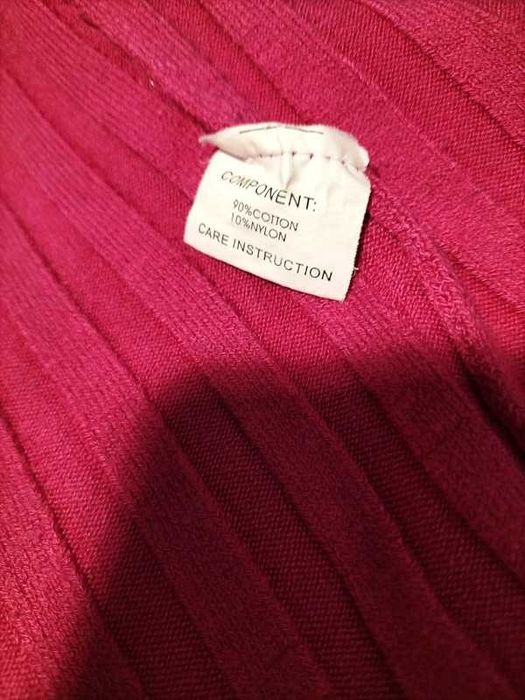 COMPONENT:
90%COTTON
10%NYLON
CARE INSTRUCTION